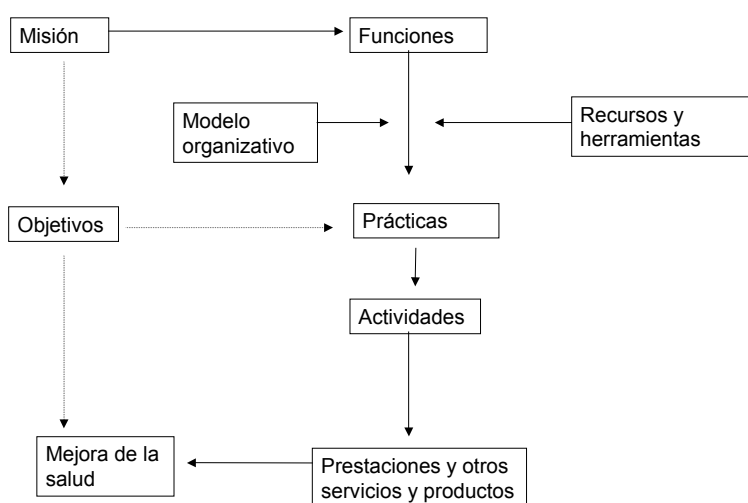 Misión
Funciones
Modelo
organizativo
Recursos y
herramientas
Objetivos
Prácticas
Actividades
Mejora de la
salud
Prestaciones y otros
servicios y productos